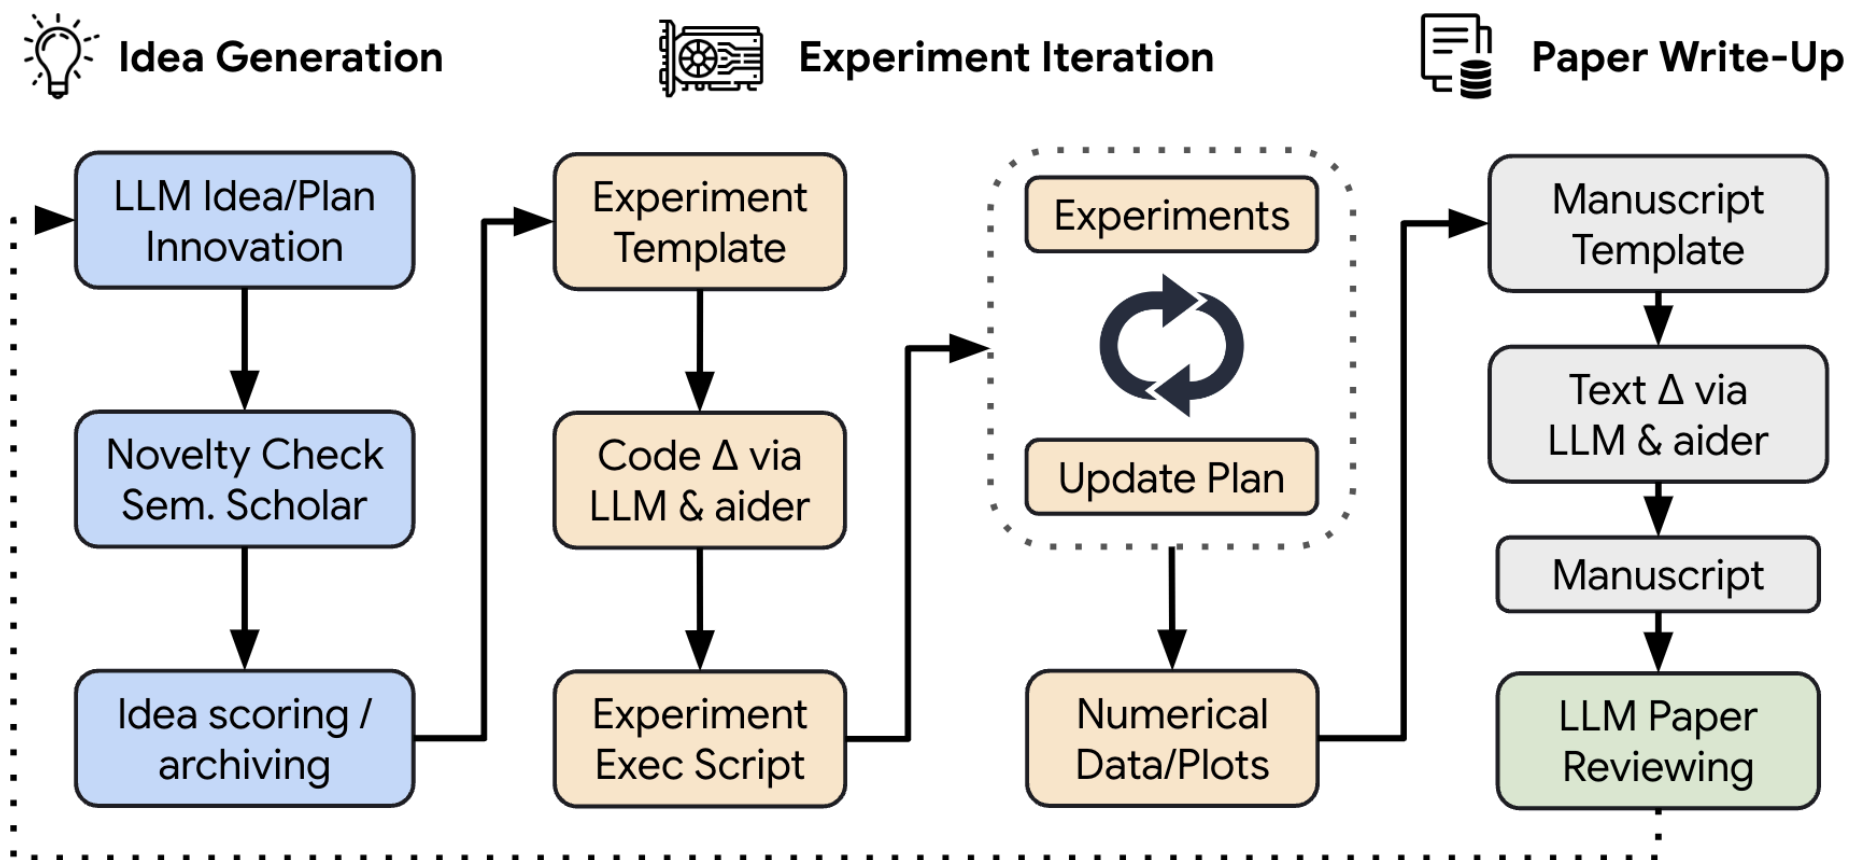 Idea Generation
Experiment Iteration
Paper Write-Up
LLM Idea/Plan
Innovation
Novelty Check
Sem. Scholar
Idea scoring /
archiving
Experiment
Template
Code Δ via
LLM & aider
Experiment
Exec Script
Experiments
Update Plan
Numerical
Data/Plots
Manuscript
Template
Text Δ via
LLM & aider
Manuscript
LLM Paper
Reviewing